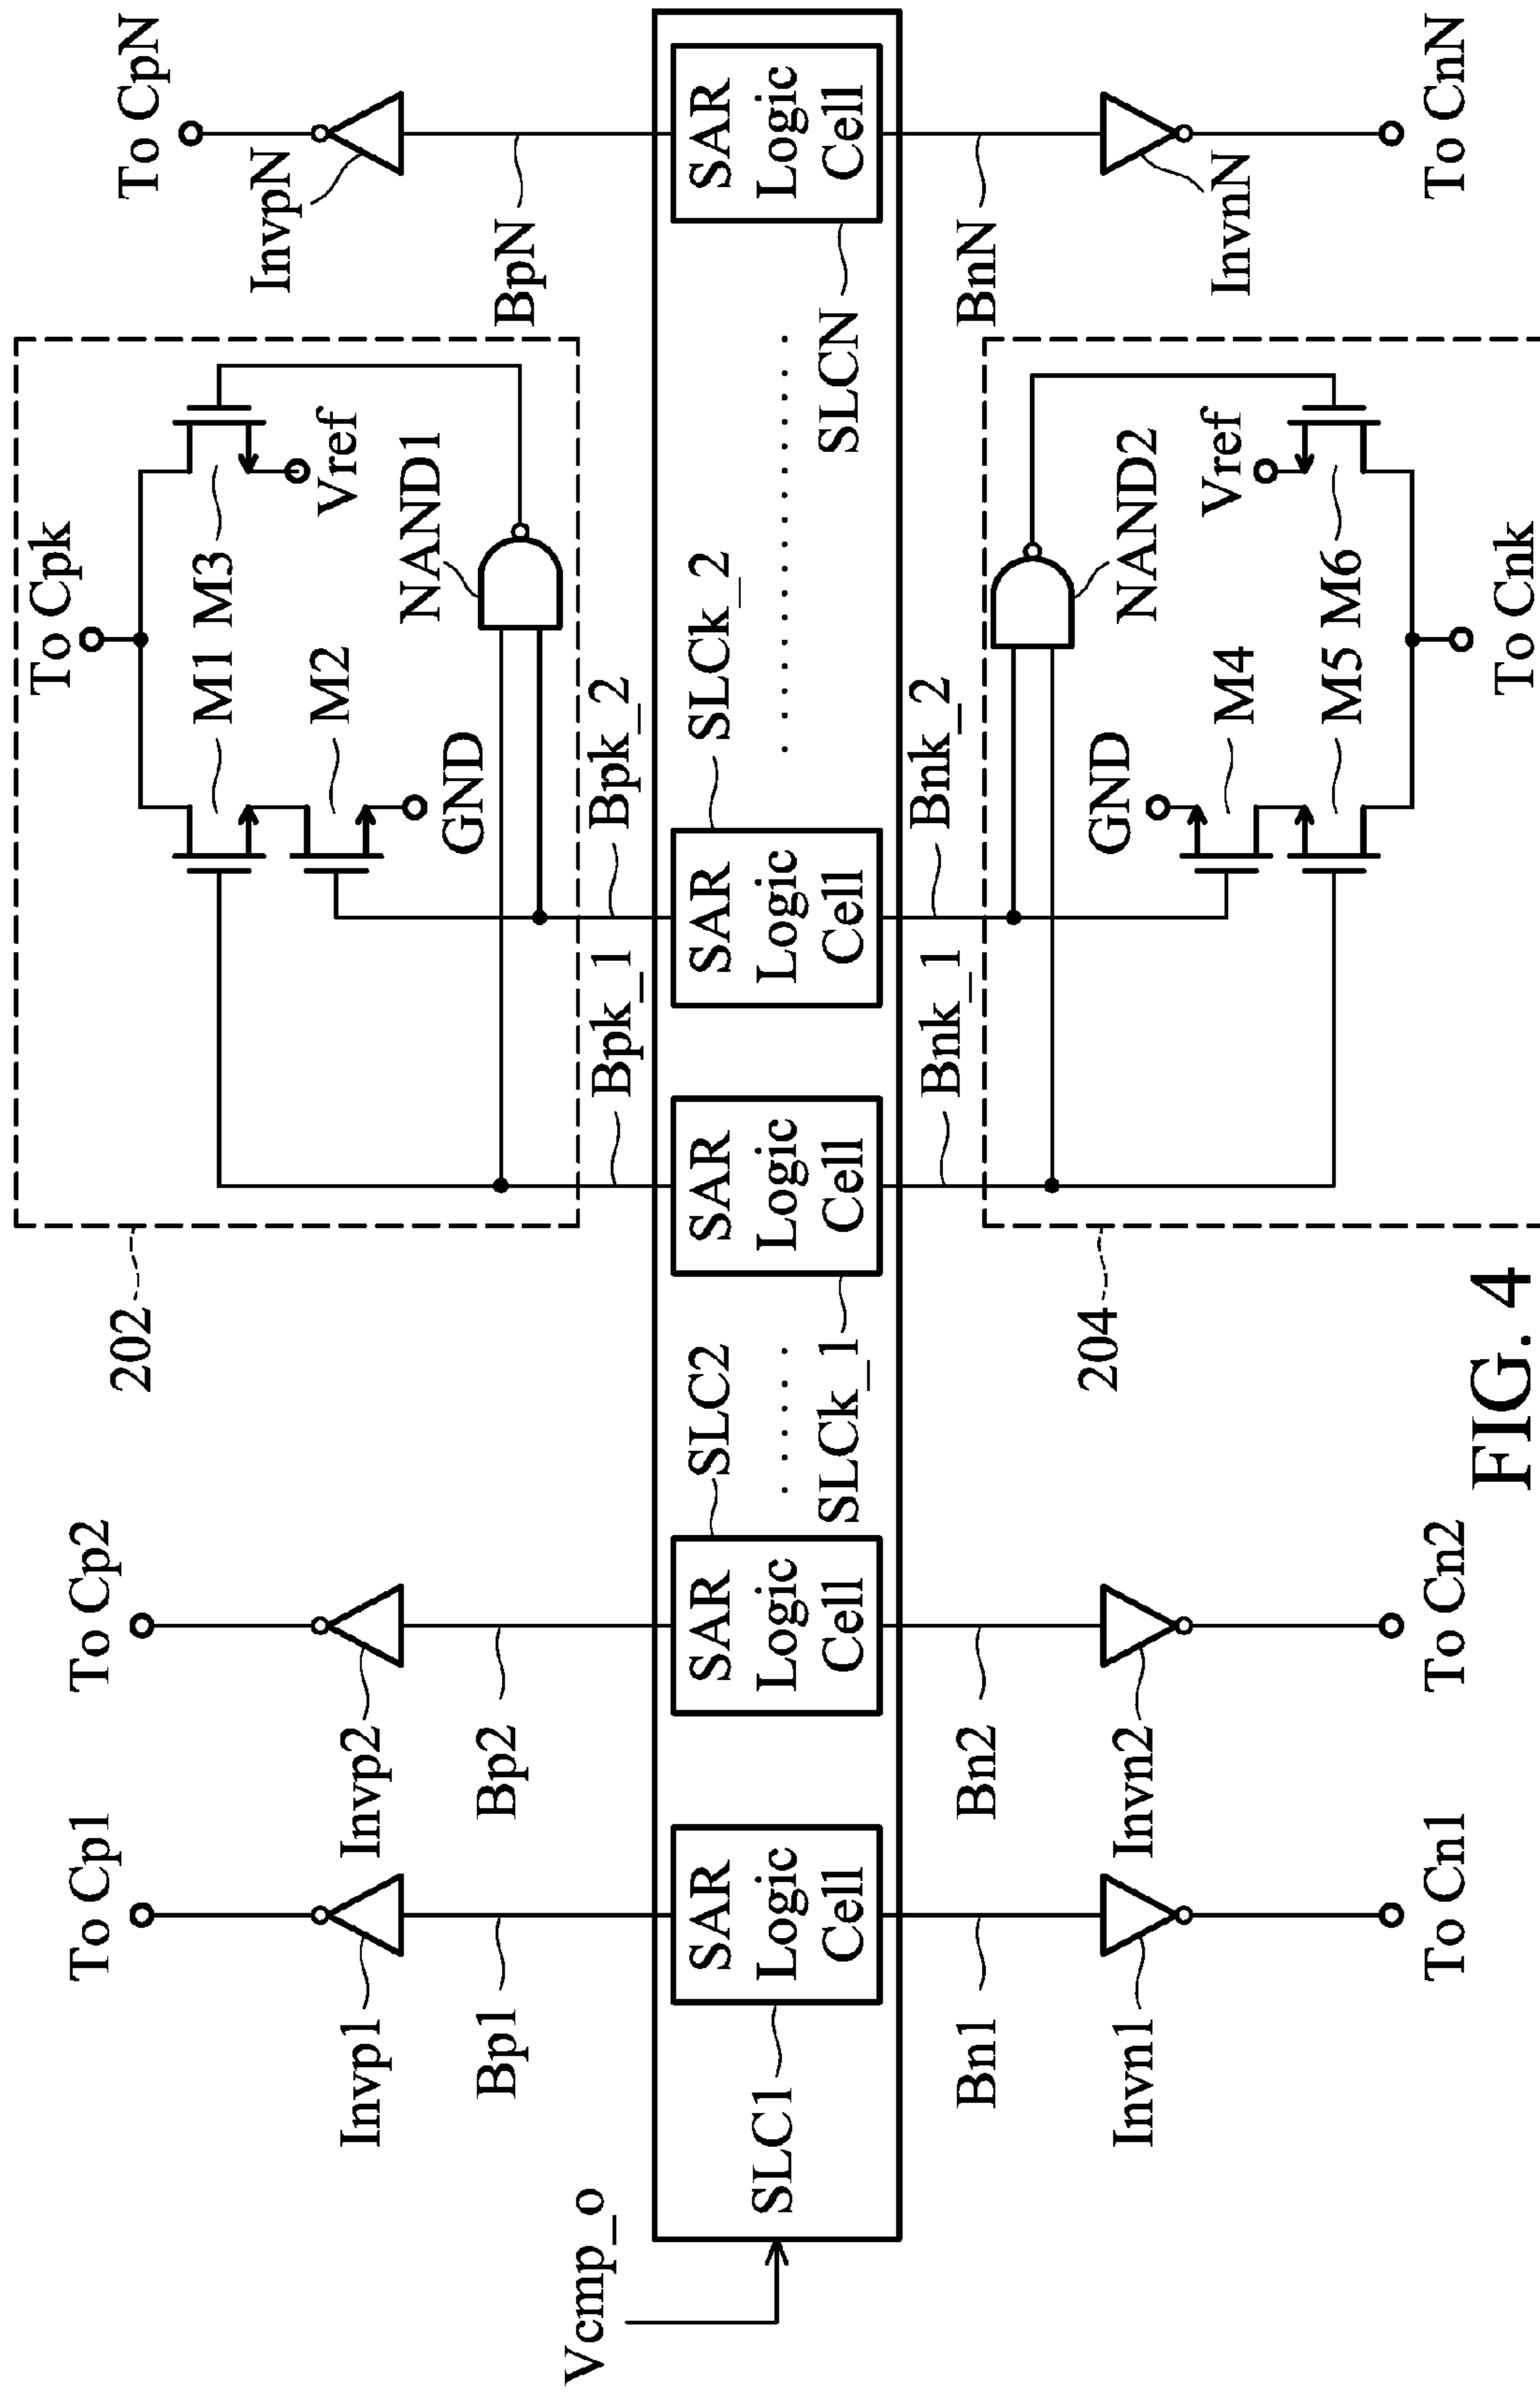 To Cp1
To Cp2
To Cpk
To CpN
202
M1
M3
M2
Vref
GND
NAND1
Invp1
Invp2
InvpN
Bp1
Bp2
Bpk_1
Bpk_2
BpN
Vcmp_o
SLC1
SLC2
SLCk_1
SLCk_2
SLCN
SAR
Logic
Cell
SAR
Logic
Cell
SAR
Logic
Cell
SAR
Logic
Cell
SAR
Logic
Cell
Bn1
Bn2
Bnk_1
Bnk_2
BnN
Invn1
Invn2
InvnN
204
GND
NAND2
Vref
M4
M5
M6
To Cn1
To Cn2
To Cnk
To CnN
FIG. 4